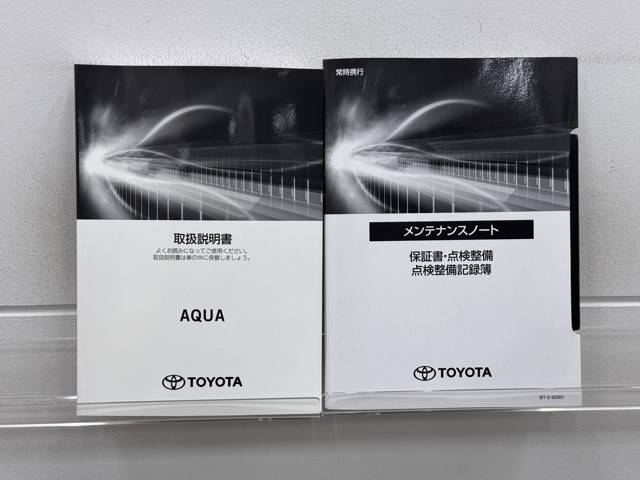 取扱説明書
よくお読みになってご使用ください。
取扱説明書は車の中に保管しましょう。
AQUA
TOYOTA
常時携行
メンテナンスノート
保証書・点検整備
点検整備記録簿
TOYOTA